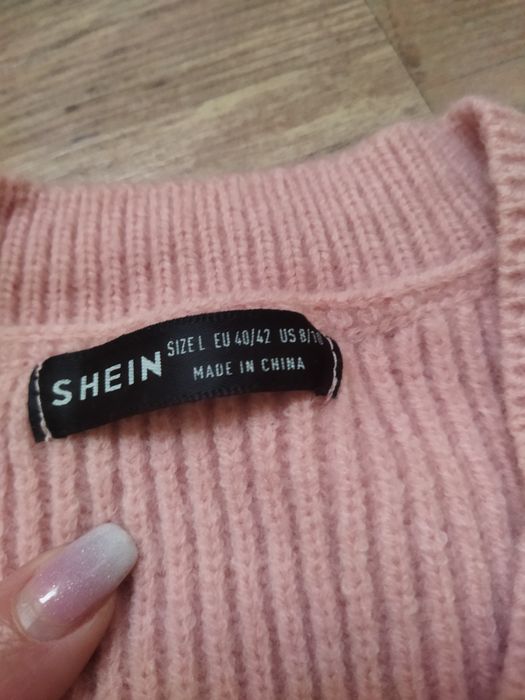 SHEIN
SIZE L EU 40/42 US 8/10
MADE IN CHINA